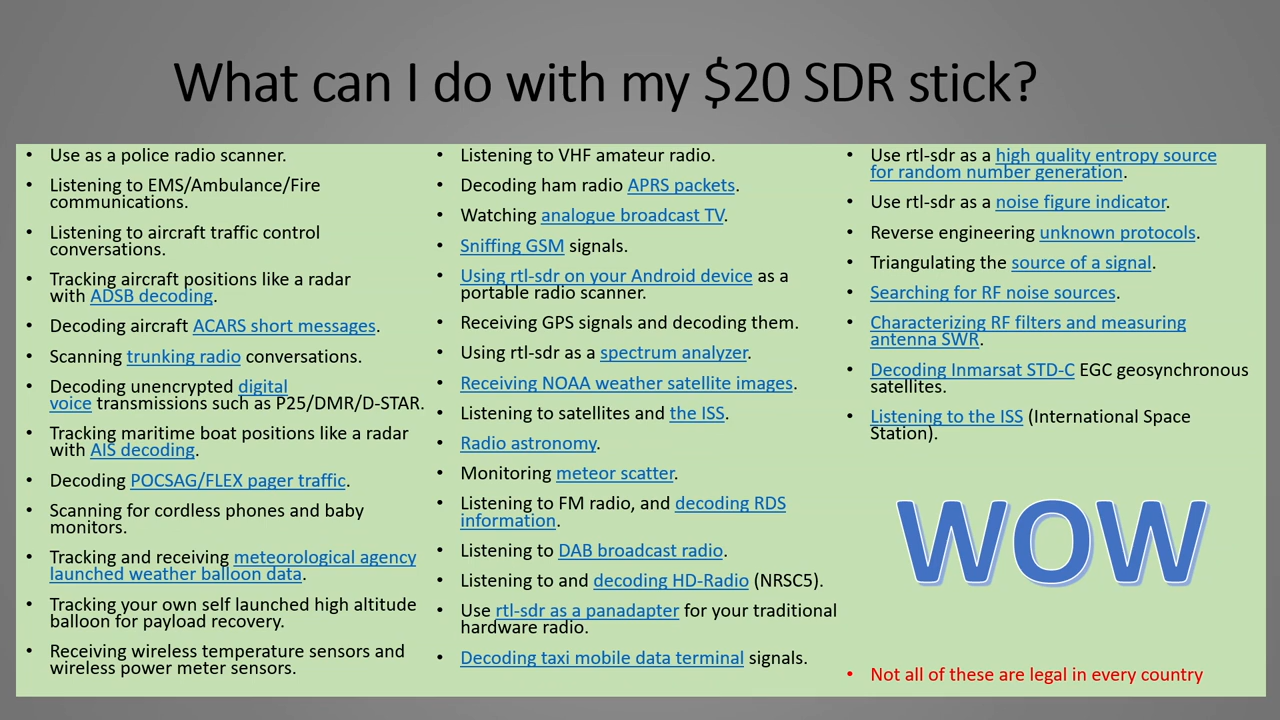 What can I do with my $20 SDR stick?
• Use as a police radio scanner.
• Listening to EMS/Ambulance/Fire
communications.
• Listening to aircraft traffic control
conversations.
• Tracking aircraft positions like a radar
with ADSB decoding.
• Decoding aircraft ACARS short messages.
• Scanning trunking radio conversations.
• Decoding unencrypted digital
voice transmissions such as P25/DMR/D-STAR.
• Tracking maritime boat positions like a radar
with AIS decoding.
• Decoding POCSAG/FLEX pager traffic.
• Scanning for cordless phones and baby
monitors.
• Tracking and receiving meteorological agency
launched weather balloon data.
• Tracking your own self launched high altitude
balloon for payload recovery.
• Receiving wireless temperature sensors and
wireless power meter sensors.
• Listening to VHF amateur radio.
• Decoding ham radio APRS packets.
• Watching analogue broadcast TV.
• Sniffing GSM signals.
• Using rtl-sdr on your Android device as a
portable radio scanner.
• Receiving GPS signals and decoding them.
• Using rtl-sdr as a spectrum analyzer.
• Receiving NOAA weather satellite images.
• Listening to satellites and the ISS.
• Radio astronomy.
• Monitoring meteor scatter.
• Listening to FM radio, and decoding RDS
information.
• Listening to DAB broadcast radio.
• Listening to and decoding HD-Radio (NRSC5).
• Use rtl-sdr as a panadapter for your traditional
hardware radio.
• Decoding taxi mobile data terminal signals.
• Use rtl-sdr as a high quality entropy source
for random number generation.
• Use rtl-sdr as a noise figure indicator.
• Reverse engineering unknown protocols.
• Triangulating the source of a signal.
• Searching for RF noise sources.
• Characterizing RF filters and measuring
antenna SWR.
• Decoding Inmarsat STD-C EGC geosynchronous
satellites.
• Listening to the ISS (International Space
Station).
WOW
• Not all of these are legal in every country